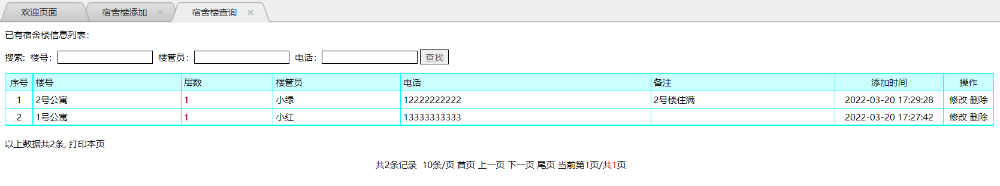 欢迎页面 宿舍楼添加 × 宿舍楼查询 ×
已有宿舍楼信息列表：
搜索: 楼号： 楼管员： 电话： 查找
序号 楼号 层数 楼管员 电话 备注 添加时间 操作
1 2号公寓 1 小绿 12222222222 2号楼住满 2022-03-20 17:29:28 修改 删除
2 1号公寓 1 小红 13333333333 2022-03-20 17:27:42 修改 删除
以上数据共2条, 打印本页
共2条记录 10条/页 首页 上一页 下一页 尾页 当前第1页/共1页